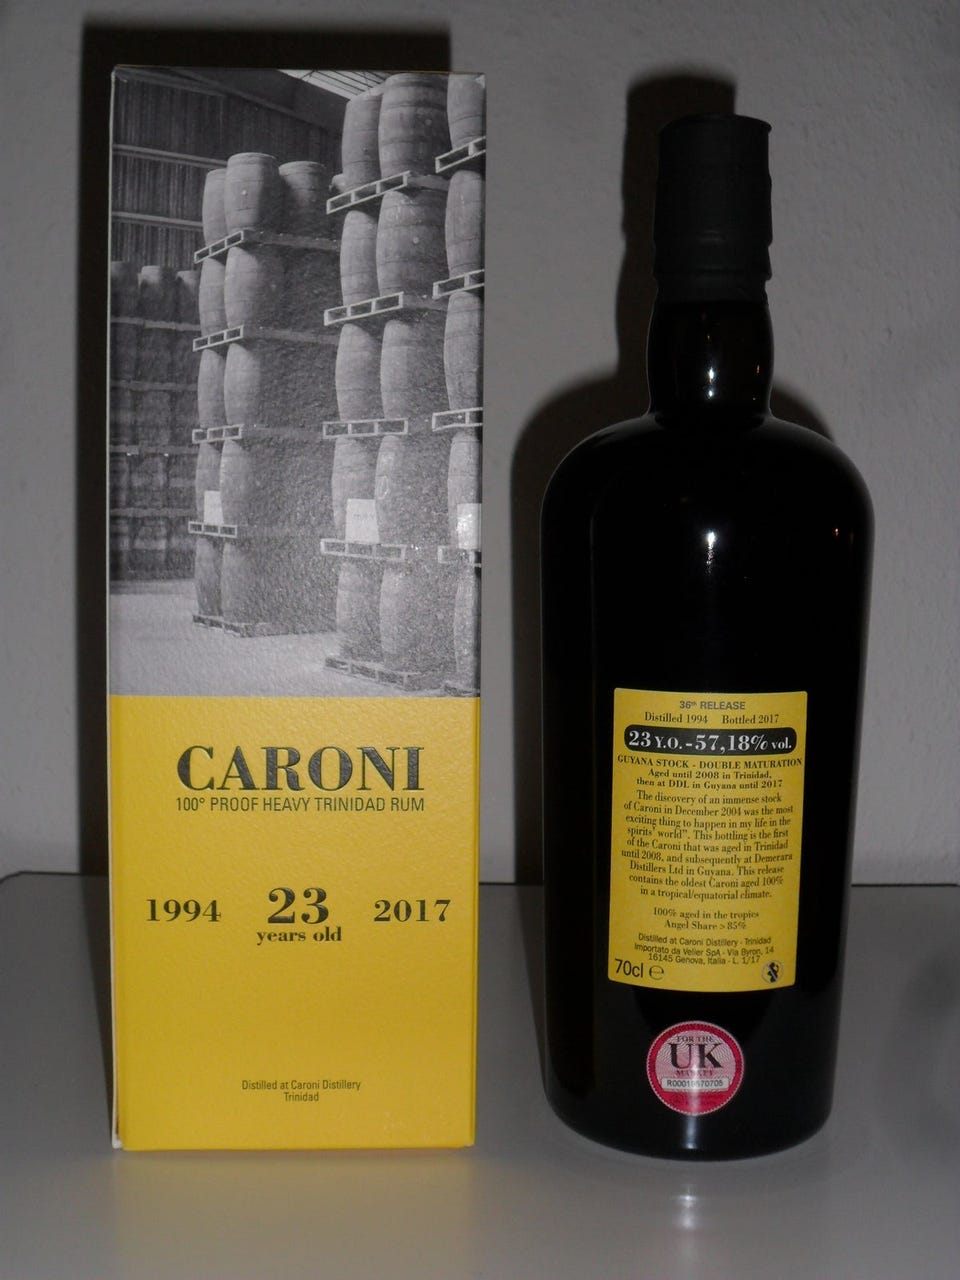 CARONI
100° PROOF HEAVY TRINIDAD RUM
1994 23 2017
years old
Distilled at Caroni Distillery
Trinidad
36th RELEASE
Distilled 1994 Bottled 2017
23 Y.O. - 57,18% vol.
GUYANA STOCK - DOUBLE MATURATION
Aged until 2008 in Trinidad,
then at DDL in Guyana until 2017
The discovery of an immense stock
of Caroni in December 2004 was the most
exciting thing to happen in my life in the
spirits' world". This bottling is the first
of the Caroni that was aged in Trinidad
until 2008, and subsequently at Demerara
Distillers Ltd in Guyana. This release
contains the oldest Caroni aged 100%
in a tropical/equatorial climate.
100% aged in the tropics
Angel Share > 85%
Distilled at Caroni Distillery - Trinidad
Importato da Velier SpA - Via Byron, 14
16145 Genova, Italia - L. 1/17
70cl e
FOR THE
UK
MARKET